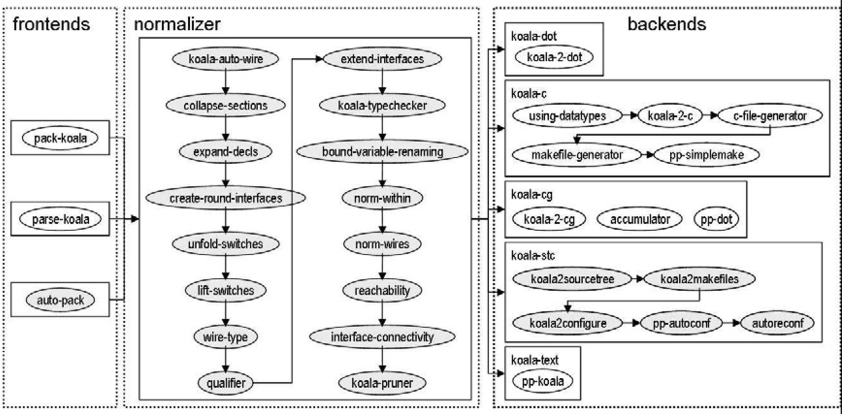 frontends
pack-koala
parse-koala
auto-pack
normalizer
koala-auto-wire
collapse-sections
expand-decls
create-round-interfaces
unfold-switches
lift-switches
wire-type
qualifier
extend-interfaces
koala-typechecker
bound-variable-renaming
norm-within
norm-wires
reachability
interface-connectivity
koala-pruner
backends
koala-dot
koala-2-dot
koala-c
using-datatypes koala-2-c c-file-generator
makefile-generator pp-simplemake
koala-cg
koala-2-cg accumulator pp-dot
koala-stc
koala2sourcetree koala2makefiles
koala2configure pp-autoconf autoreconf
koala-text
pp-koala